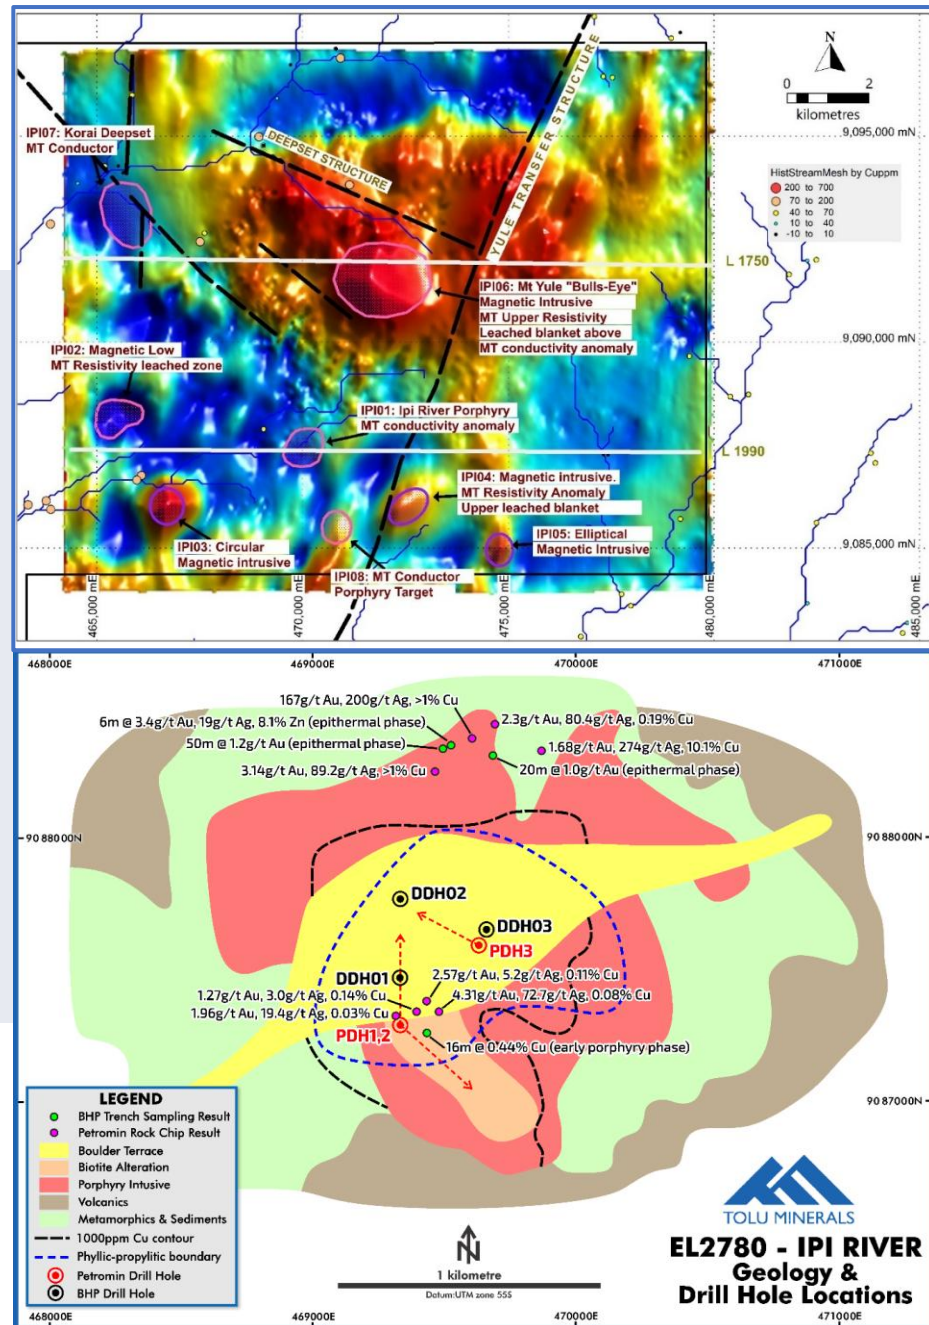 N
0 2
kilometres
9,095,000 mN
HistStreamMesh by Cuppm
200 to 700
70 to 200
40 to 70
10 to 40
-10 to 10
YULE TRANSFER STRUCTURE
DEEPSET STRUCTURE
IPI07: Korai Deepset
MT Conductor
L 1750
IPI06: Mt Yule "Bulls-Eye"
Magnetic Intrusive
MT Upper Resistivity
Leached blanket above
MT conductivity anomaly
9,090,000 mN
IPI02: Magnetic Low
MT Resistivity leached zone
IPI01: Ipi River Porphyry
MT conductivity anomaly
L 1990
IPI04: Magnetic intrusive.
MT Resistivity Anomaly
Upper leached blanket
IPI03: Circular
Magnetic intrusive
IPI05: Elliptical
Magnetic Intrusive
9,085,000 mN
IPI08: MT Conductor
Porphyry Target
465,000 mE
470,000 mE
475,000 mE
480,000 mE
485,000 mE
468000E 469000E 470000E 471000E
167g/t Au, 200g/t Ag, >1% Cu
6m @ 3.4g/t Au, 19g/t Ag, 8.1% Zn (epithermal phase)
2.3g/t Au, 80.4g/t Ag, 0.19% Cu
50m @ 1.2g/t Au (epithermal phase)
1.68g/t Au, 274g/t Ag, 10.1% Cu
3.14g/t Au, 89.2g/t Ag, >1% Cu
20m @ 1.0g/t Au (epithermal phase)
9088000N 9088000N
DDH02
DDH03
PDH3
DDH01
2.57g/t Au, 5.2g/t Ag, 0.11% Cu
1.27g/t Au, 3.0g/t Ag, 0.14% Cu
4.31g/t Au, 72.7g/t Ag, 0.08% Cu
1.96g/t Au, 19.4g/t Ag, 0.03% Cu
PDH1,2
16m @ 0.44% Cu (early porphyry phase)
9087000N 9087000N
LEGEND
BHP Trench Sampling Result
Petromin Rock Chip Result
Boulder Terrace
Biotite Alteration
Porphyry Intrusive
Volcanics
Metamorphics & Sediments
1000ppm Cu contour
Phyllic-propylitic boundary
Petromin Drill Hole
BHP Drill Hole
N
1 kilometre
Datum:UTM zone 55S
TOLU MINERALS
EL2780 - IPI RIVER
Geology &
Drill Hole Locations
468000E 469000E 470000E 471000E